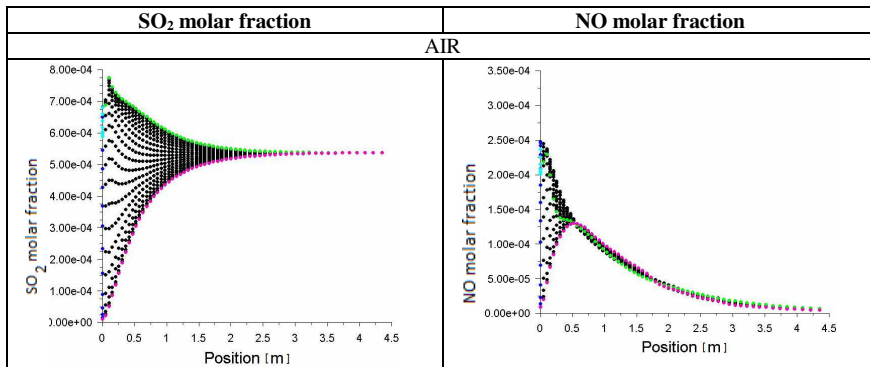 SO₂ molar fraction
NO molar fraction
AIR
8.00e-04
7.00e-04
6.00e-04
5.00e-04
4.00e-04
3.00e-04
2.00e-04
1.00e-04
0.00e+00
SO₂ molar fraction
0
0.5
1
1.5
2
2.5
3
3.5
4
4.5
Position [m]
3.50e-04
3.00e-04
2.50e-04
2.00e-04
1.50e-04
1.00e-04
5.00e-05
0.00e+00
NO molar fraction
0
0.5
1
1.5
2
2.5
3
3.5
4
4.5
Position [m]